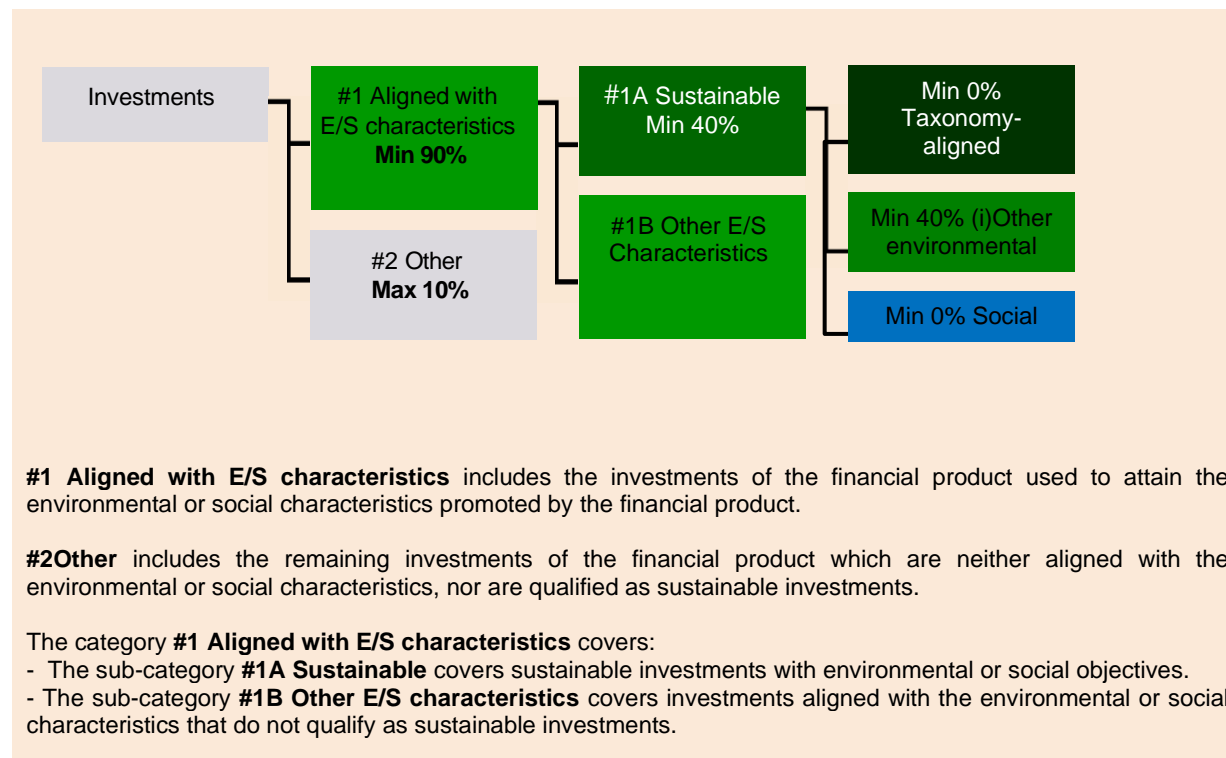 Investments
#1 Aligned with
E/S characteristics
Min 90%
#2 Other
Max 10%
#1A Sustainable
Min 40%
#1B Other E/S
Characteristics
Min 0%
Taxonomy-
aligned
Min 40% (i)Other
environmental
Min 0% Social
#1 Aligned with E/S characteristics includes the investments of the financial product used to attain the
environmental or social characteristics promoted by the financial product.
#2Other includes the remaining investments of the financial product which are neither aligned with the
environmental or social characteristics, nor are qualified as sustainable investments.
The category #1 Aligned with E/S characteristics covers:
- The sub-category #1A Sustainable covers sustainable investments with environmental or social objectives.
- The sub-category #1B Other E/S characteristics covers investments aligned with the environmental or social
characteristics that do not qualify as sustainable investments.